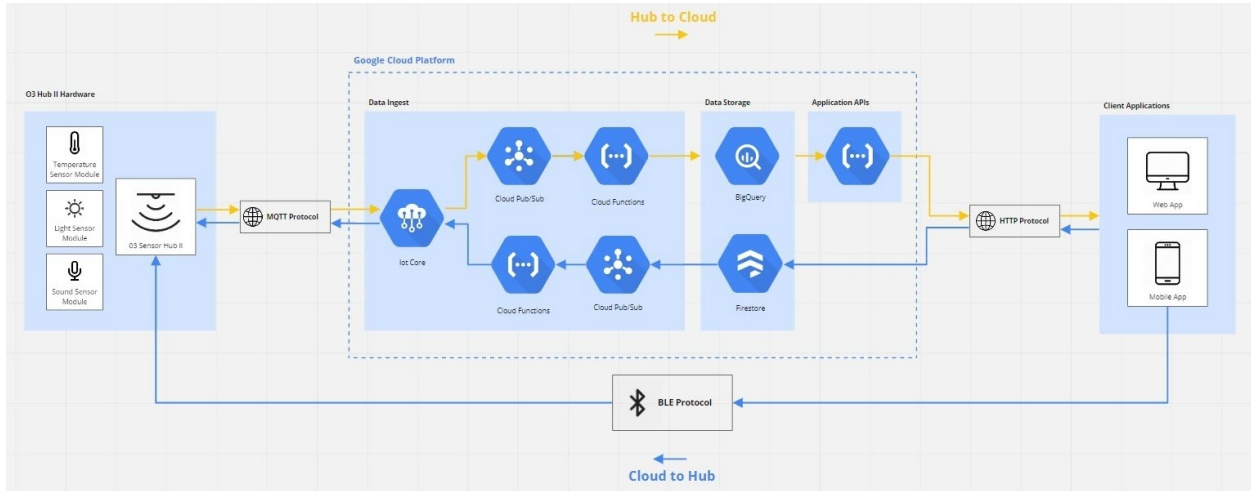 Hub to Cloud
Google Cloud Platform
O3 Hub II Hardware
Temperature
Sensor Module
Light Sensor
Module
Sound Sensor
Module
03 Sensor Hub II
MQTT Protocol
Data Ingest
Iot Core
Cloud Pub/Sub
Cloud Functions
Cloud Functions
Cloud Pub/Sub
Data Storage
BigQuery
Firestore
Application APIs
HTTP Protocol
Client Applications
Web App
Mobile App
BLE Protocol
Cloud to Hub